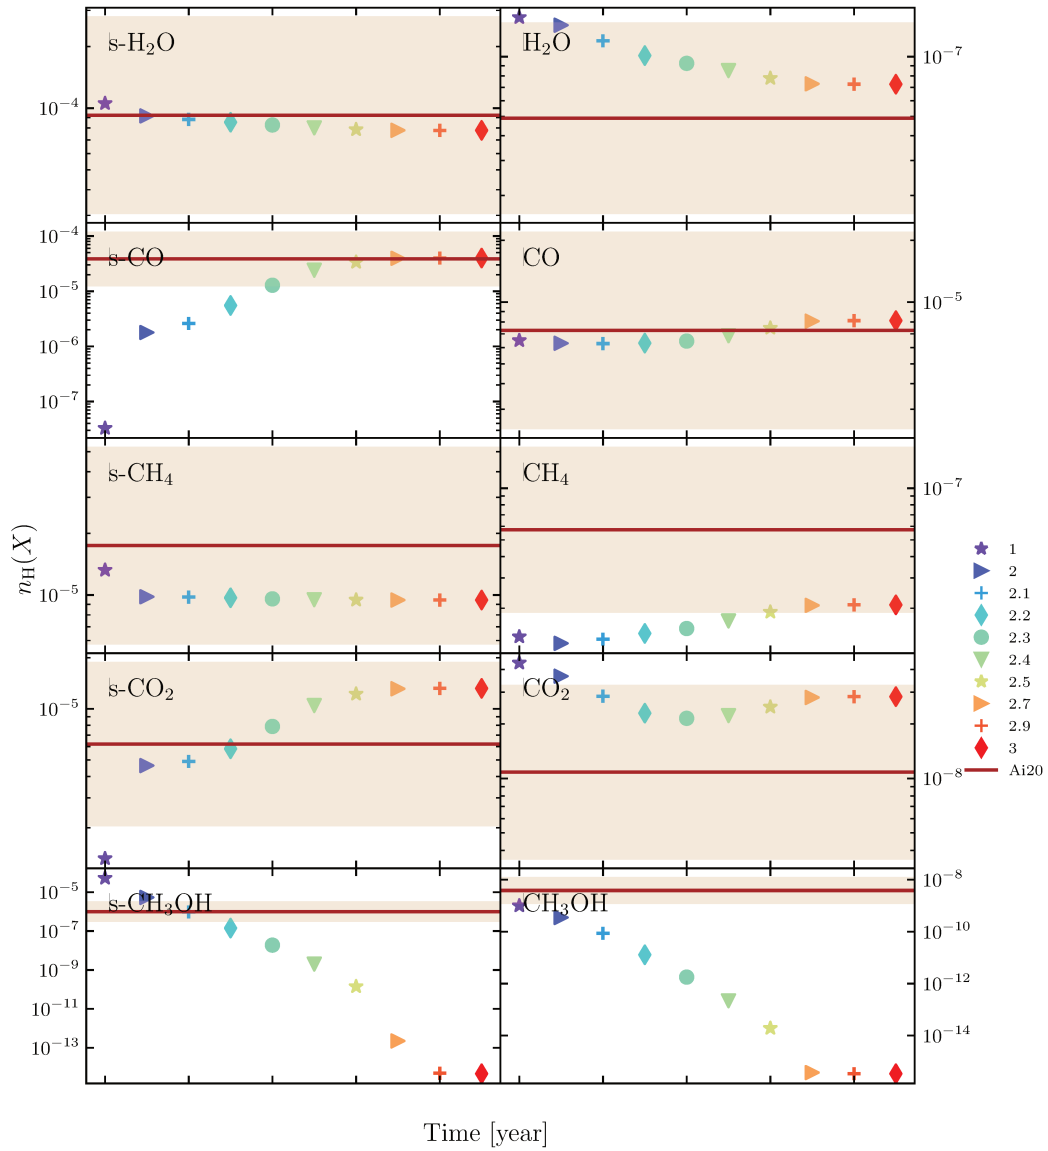 s-H₂O
H₂O
10⁻⁴
10⁻⁷
s-CO
CO
10⁻⁴
10⁻⁵
10⁻⁶
10⁻⁷
10⁻⁵
s-CH₄
CH₄
10⁻⁵
10⁻⁷
s-CO₂
CO₂
10⁻⁵
10⁻⁸
s-CH₃OH
CH₃OH
10⁻⁵
10⁻⁷
10⁻⁹
10⁻¹¹
10⁻¹³
10⁻⁸
10⁻¹⁰
10⁻¹²
10⁻¹⁴
n_H(X)
Time [year]
1
2
2.1
2.2
2.3
2.4
2.5
2.7
2.9
3
Ai20